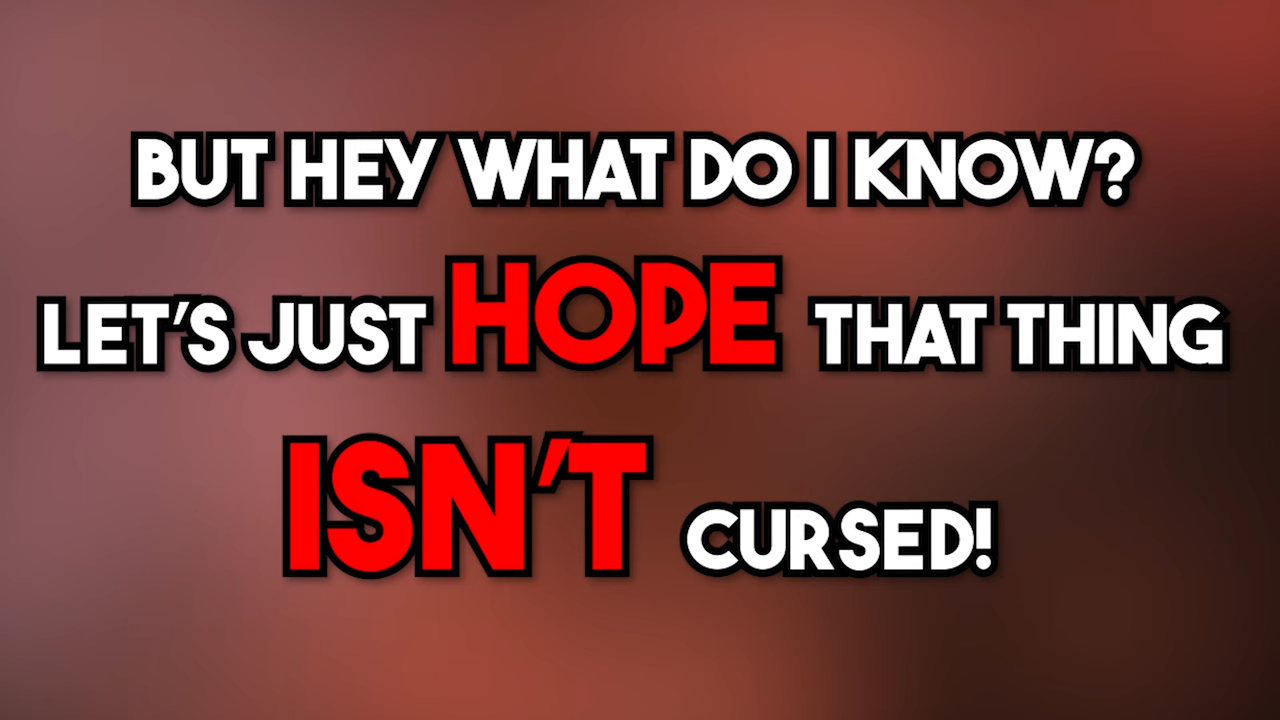 BUT HEY WHAT DO I KNOW?
LET'S JUST HOPE THAT THING
ISN'T CURSED!